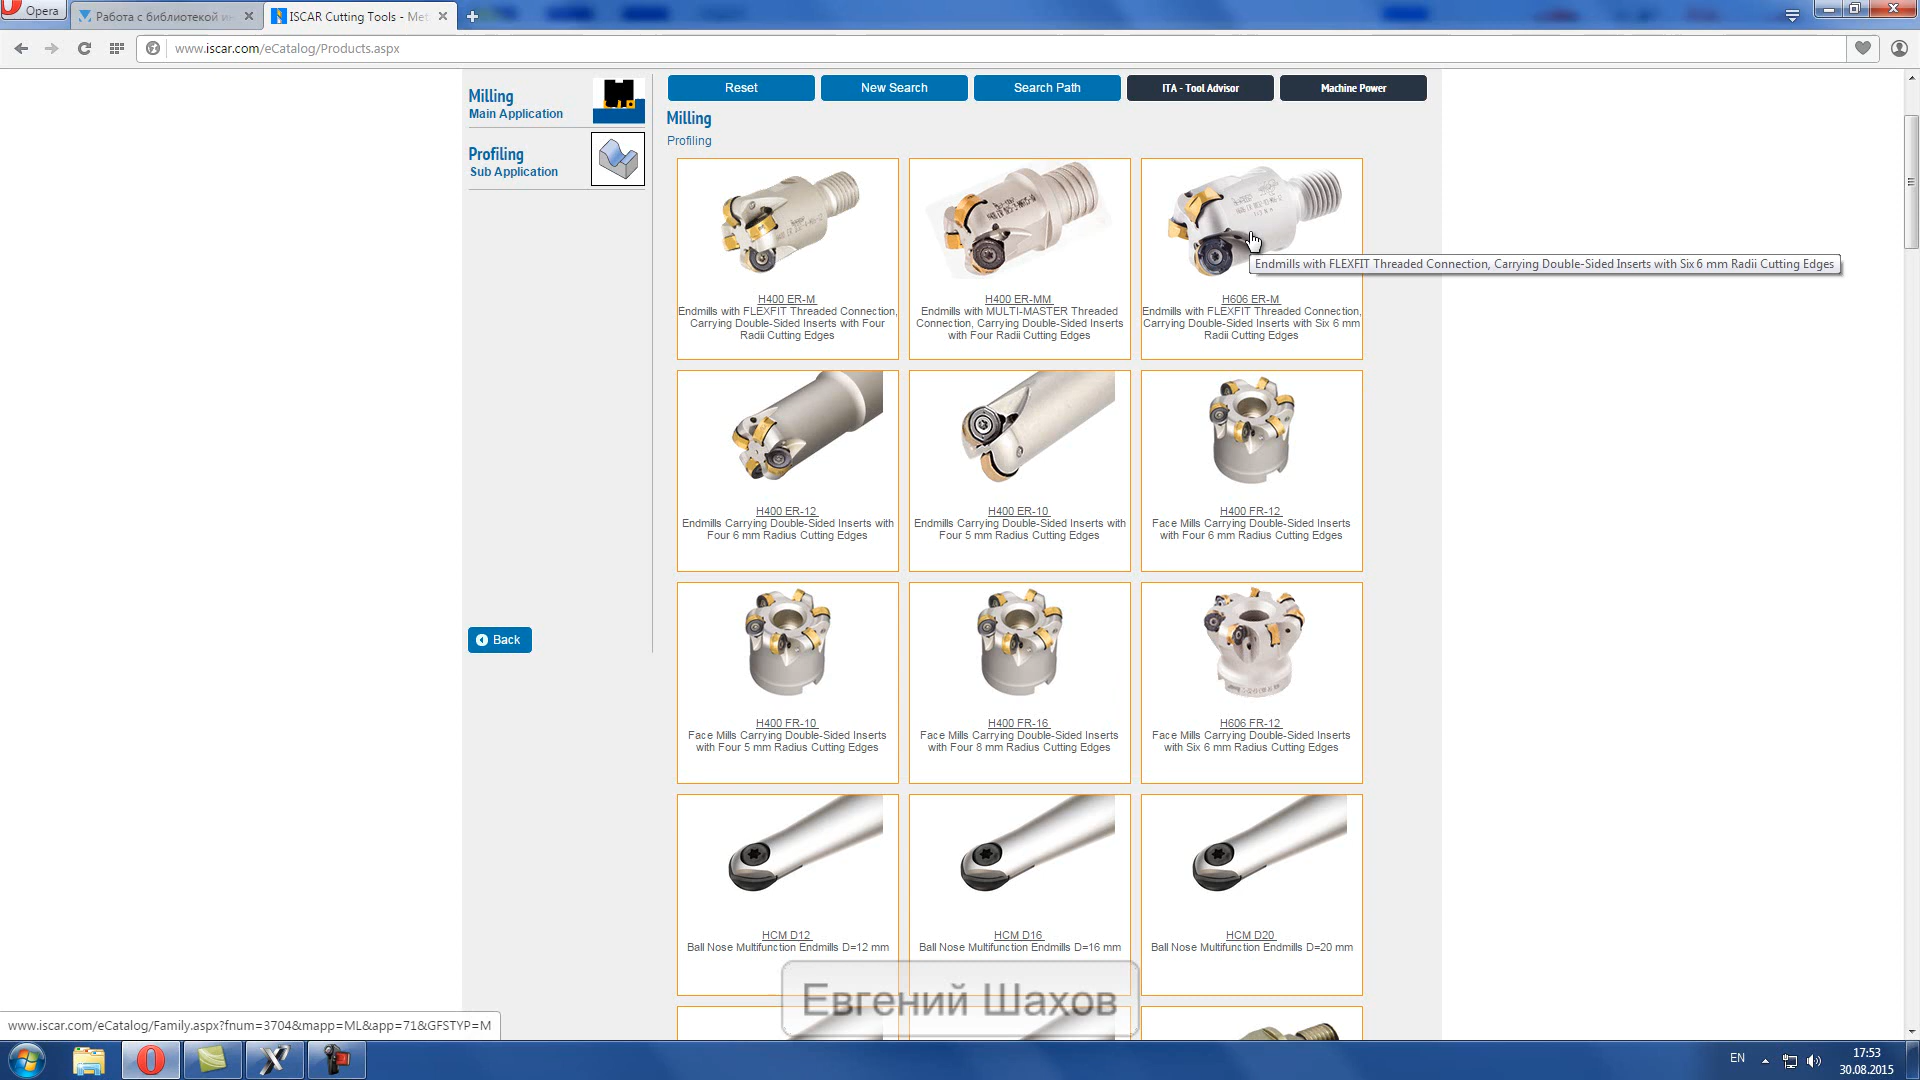 Opera
Работа с библиотекой ин
ISCAR Cutting Tools - Met
www.iscar.com/eCatalog/Products.aspx
Milling
Main Application
Profiling
Sub Application
Back
Reset
New Search
Search Path
ITA - Tool Advisor
Machine Power
Milling
Profiling
Endmills with FLEXFIT Threaded Connection, Carrying Double-Sided Inserts with Six 6 mm Radii Cutting Edges
H400 ER-M
Endmills with FLEXFIT Threaded Connection,
Carrying Double-Sided Inserts with Four
Radii Cutting Edges
H400 ER-MM
Endmills with MULTI-MASTER Threaded
Connection, Carrying Double-Sided Inserts
with Four Radii Cutting Edges
H606 ER-M
Endmills with FLEXFIT Threaded Connection,
Carrying Double-Sided Inserts with Six 6 mm
Radii Cutting Edges
H400 ER-12
Endmills Carrying Double-Sided Inserts with
Four 6 mm Radius Cutting Edges
H400 ER-10
Endmills Carrying Double-Sided Inserts with
Four 5 mm Radius Cutting Edges
H400 FR-12
Face Mills Carrying Double-Sided Inserts
with Four 6 mm Radius Cutting Edges
H400 FR-10
Face Mills Carrying Double-Sided Inserts
with Four 5 mm Radius Cutting Edges
H400 FR-16
Face Mills Carrying Double-Sided Inserts
with Four 8 mm Radius Cutting Edges
H606 FR-12
Face Mills Carrying Double-Sided Inserts
with Six 6 mm Radius Cutting Edges
HCM D12
Ball Nose Multifunction Endmills D=12 mm
HCM D16
Ball Nose Multifunction Endmills D=16 mm
HCM D20
Ball Nose Multifunction Endmills D=20 mm
Евгений Шахов
www.iscar.com/eCatalog/Family.aspx?fnum=3704&mapp=ML&app=71&GFSTYP=M
EN
17:53
30.08.2015